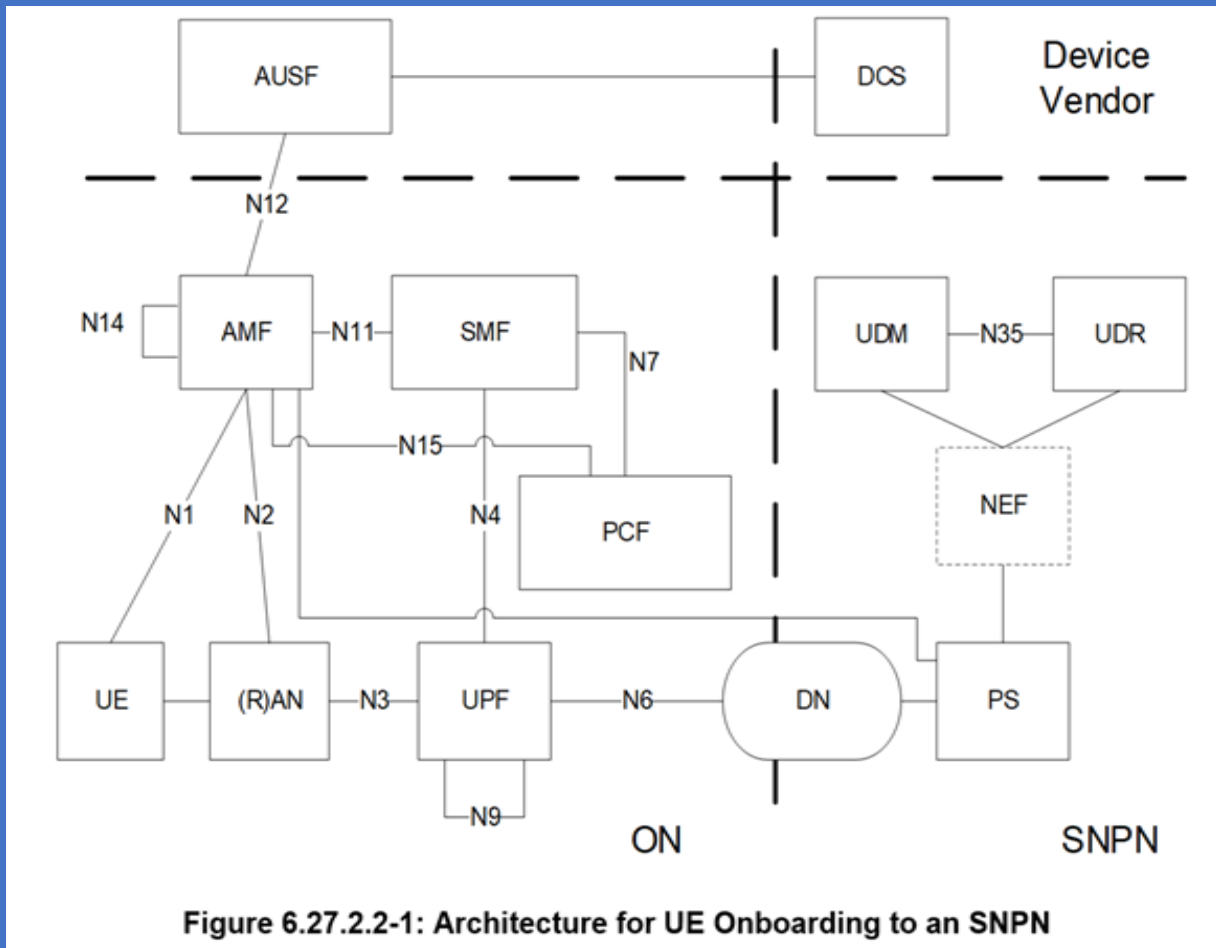 AUSF
DCS
Device
Vendor
N12
N14
AMF
N11
SMF
N7
UDM
N35
UDR
N15
N1
N2
N4
PCF
NEF
UE
(R)AN
N3
UPF
N6
DN
PS
N9
ON
SNPN
Figure 6.27.2.2-1: Architecture for UE Onboarding to an SNPN